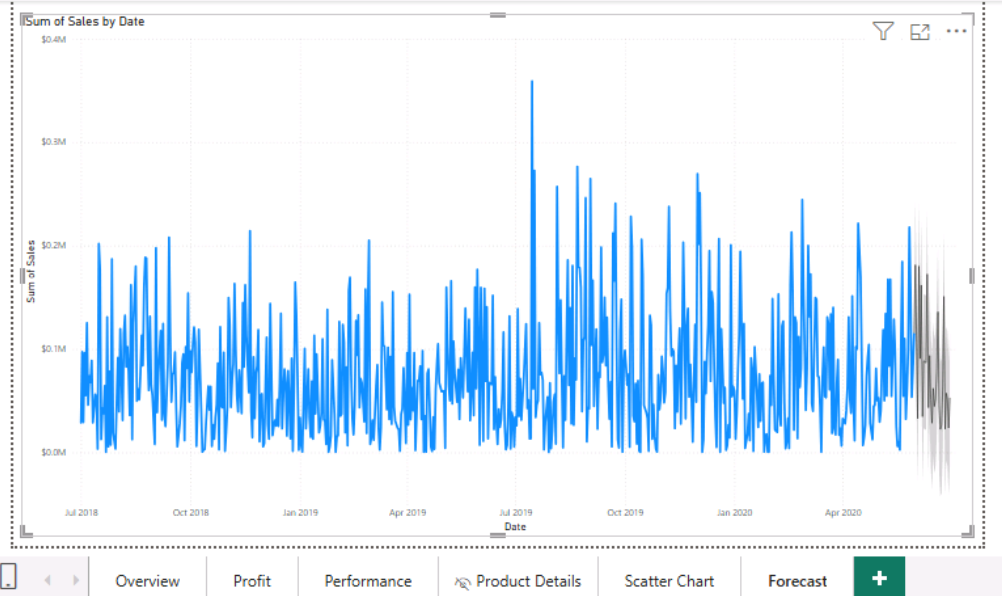 Sum of Sales by Date
$0.4M
$0.3M
$0.2M
$0.1M
$0.0M
Sum of Sales
Jul 2018 Oct 2018 Jan 2019 Apr 2019 Jul 2019 Oct 2019 Jan 2020 Apr 2020
Date
Overview Profit Performance Product Details Scatter Chart Forecast +